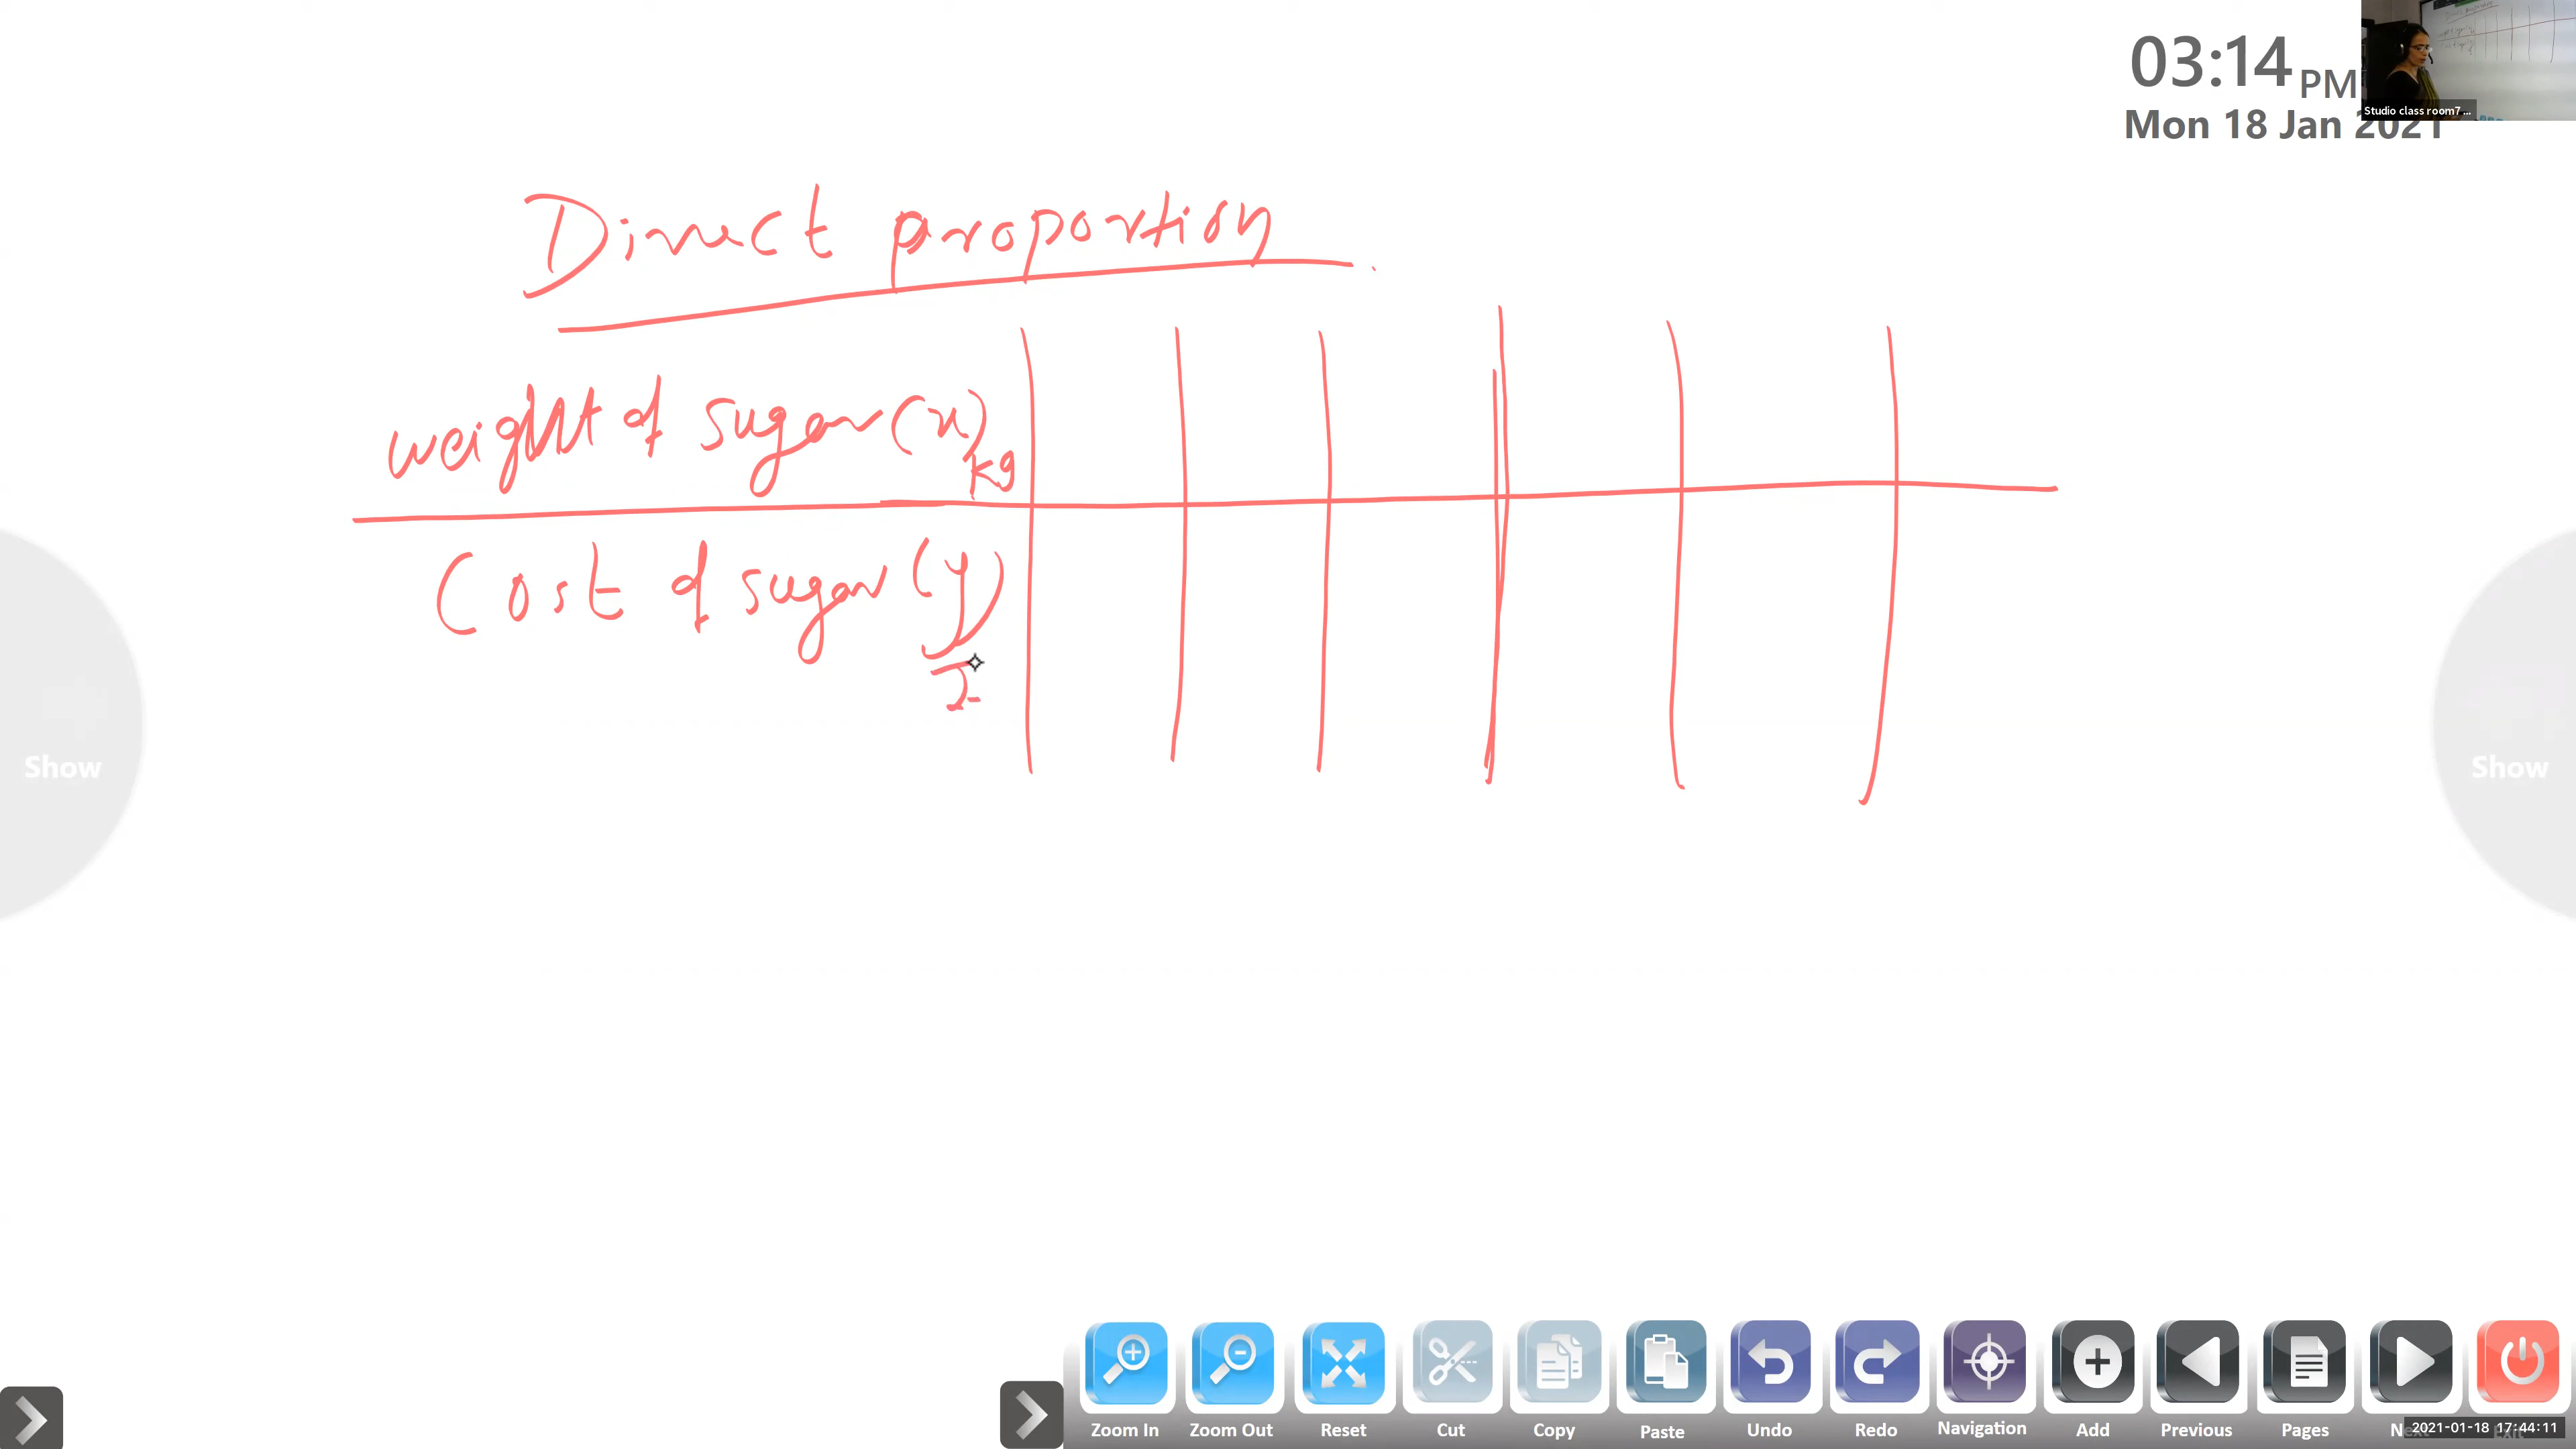 03:14 PM
Studio class room7 ...
Mon 18 Jan 2021
Direct proportion
weight of sugar (x) kg
Cost of sugar (y)
Show
Show
Zoom In Zoom Out Reset Cut Copy Paste Undo Redo Navigation Add Previous Pages
2021-01-18 17:44:11